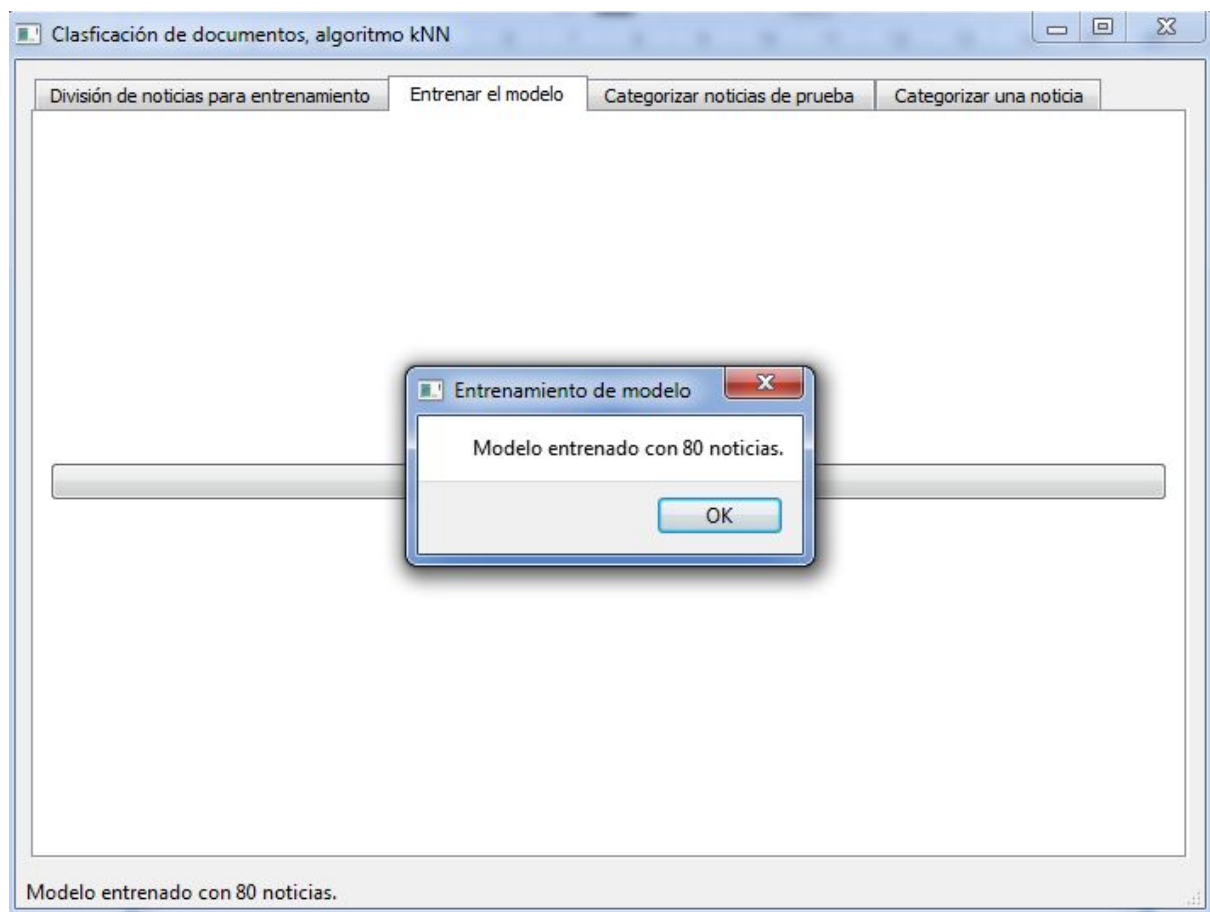 Clasficación de documentos, algoritmo kNN
División de noticias para entrenamiento Entrenar el modelo Categorizar noticias de prueba Categorizar una noticia
Entrenamiento de modelo
Modelo entrenado con 80 noticias.
OK
Modelo entrenado con 80 noticias.